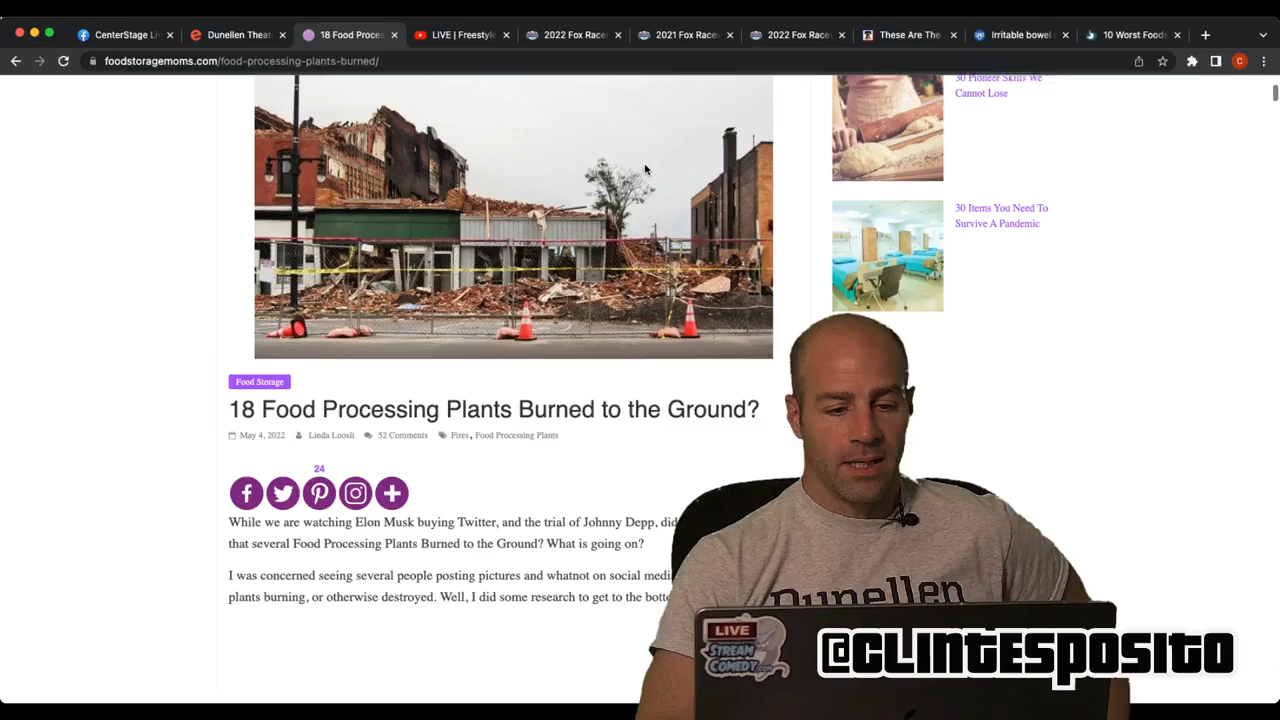 CenterStage Li
Dunellen Theat
18 Food Proces
LIVE | Freestyle
2022 Fox Race
2021 Fox Race
2022 Fox Race
These Are The
Irritable bowel
10 Worst Foods
foodstoragemoms.com/food-processing-plants-burned/
C
30 Pioneer Skills We
Cannot Lose
30 Items You Need To
Survive A Pandemic
Food Storage
18 Food Processing Plants Burned to the Ground?
May 4, 2022 Linda Loosli 52 Comments Fires, Food Processing Plants
24
While we are watching Elon Musk buying Twitter, and the trial of Johnny Depp, did
that several Food Processing Plants Burned to the Ground? What is going on?
I was concerned seeing several people posting pictures and whatnot on social medi
plants burning, or otherwise destroyed. Well, I did some research to get to the botto
Dunellen
LIVE
STREAM
COMEDY.com
@CLINTESPOSITO